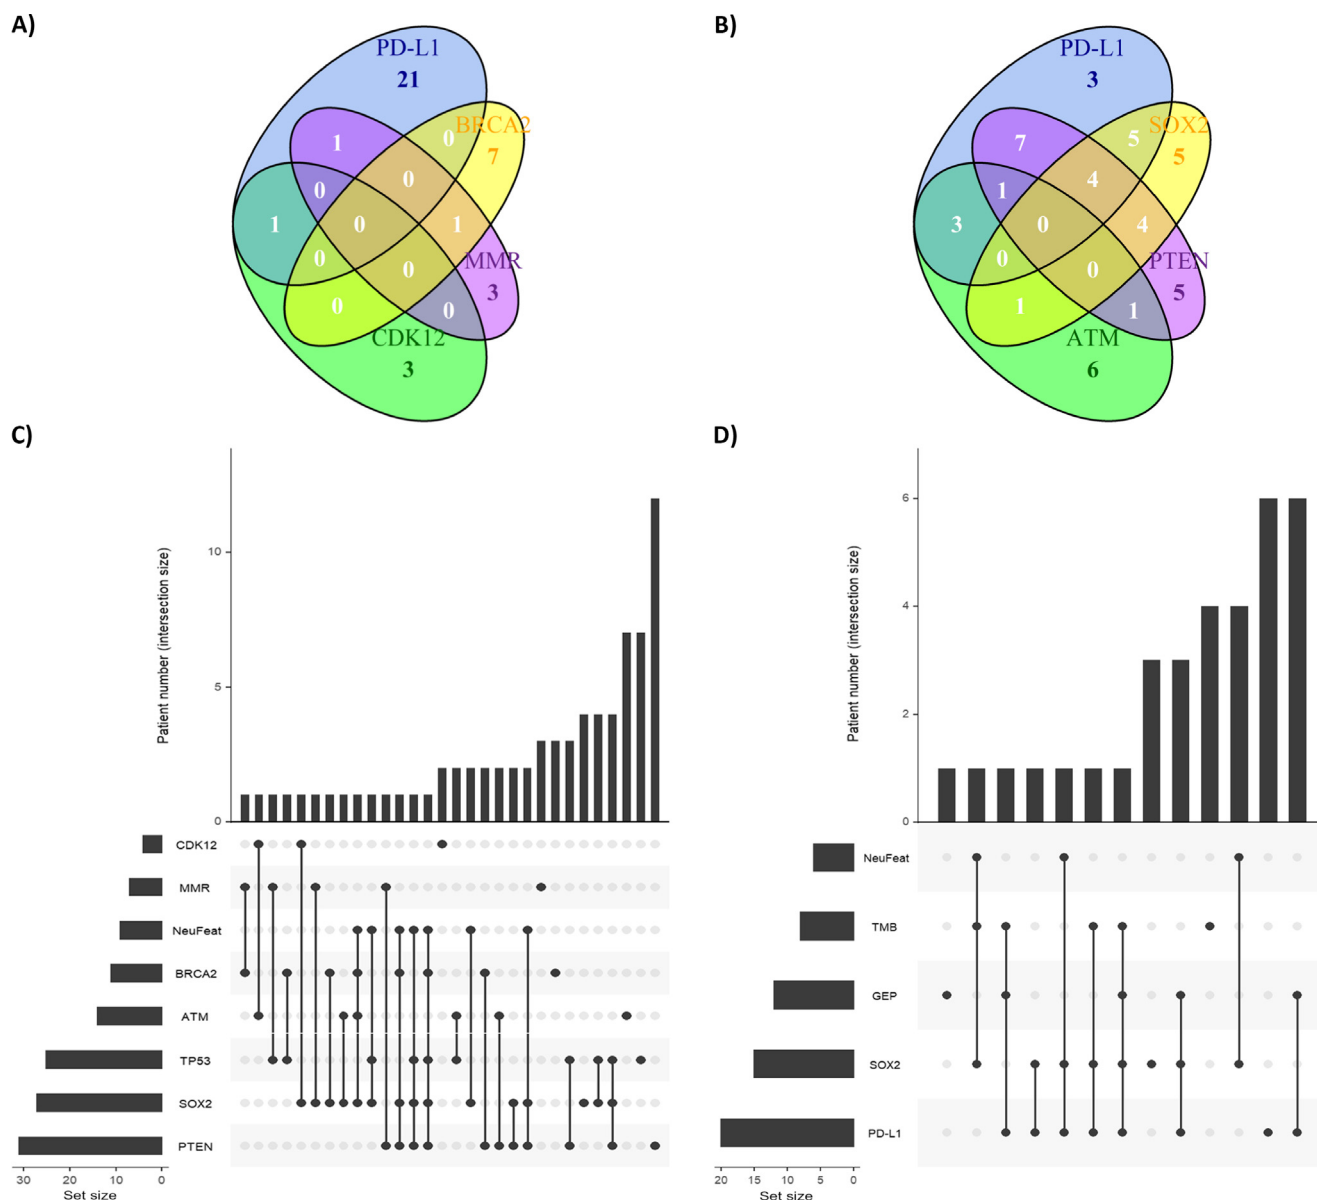 A)
PD-L1
21
BRCA2
7
1
0
0
0
1
0
1
0
0
MMR
3
0
0
0
CDK12
3
B)
PD-L1
3
SOX2
5
7
5
4
1
3
0
4
0
0
PTEN
5
1
1
ATM
6
C)
Patient number (intersection size)
10
5
0
CDK12
MMR
NeuFeat
BRCA2
ATM
TP53
SOX2
PTEN
30 20 10 0
Set size
D)
Patient number (intersection size)
6
4
2
0
NeuFeat
TMB
GEP
SOX2
PD-L1
20 15 10 5 0
Set size